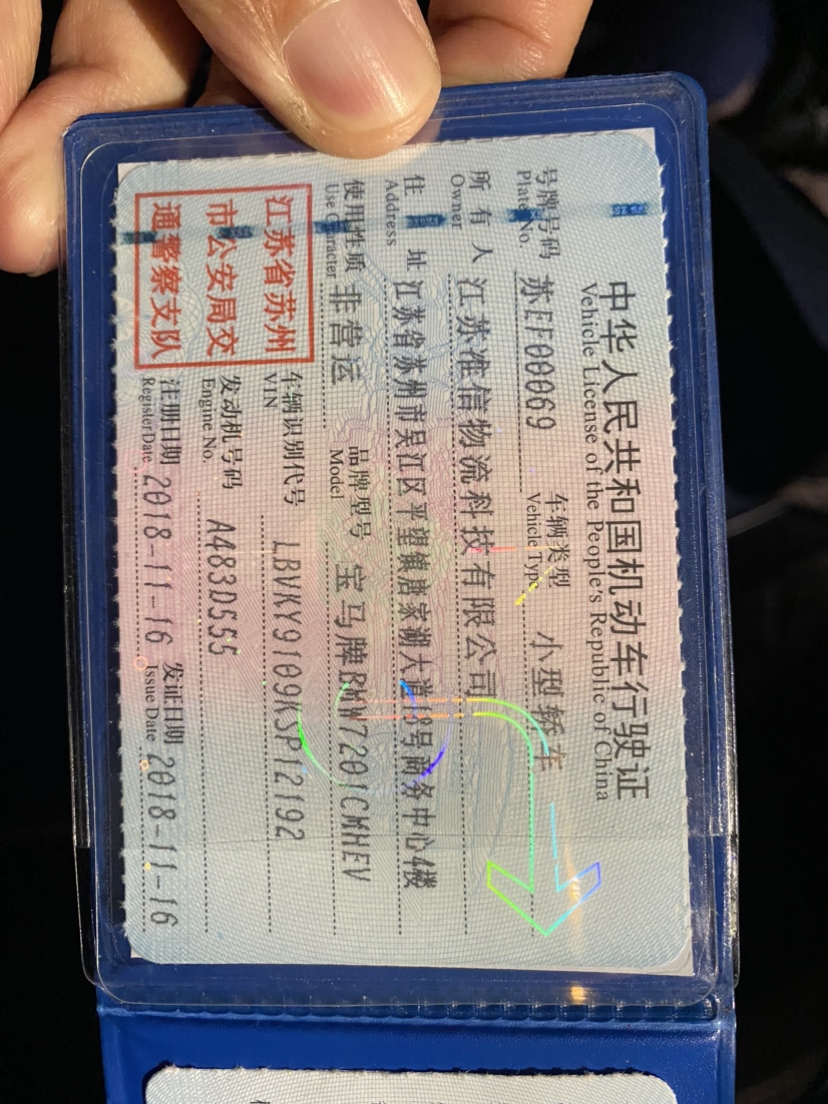 中华人民共和国机动车行驶证
Vehicle License of the People's Republic of China
号牌号码 苏EF00069 车辆类型 小型轿车
Plate No. Vehicle Type
所有人 江苏准信物流科技有限公司
Owner
住址 江苏省苏州市吴江区平望镇唐家湖大道 号商务中心4楼
Address
使用性质 非营运 品牌型号 宝马牌BMW7201CMHEV
Use Character Model
江苏省苏州
市公安局交
通警察支队
车辆识别代号 LBVKY9109KSP12192
VIN
发动机号码 A483D555
Engine No.
注册日期 2018-11-16 发证日期 2018-11-16
Register Date Issue Date